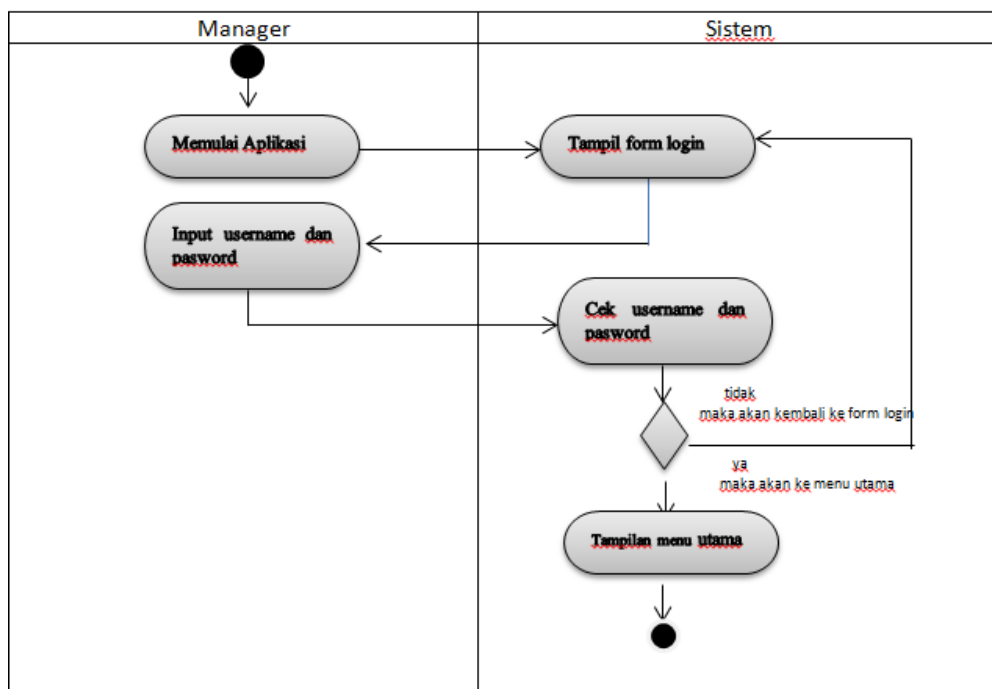 Manager
Sistem
Memulai Aplikasi
Tampil form login
Input username dan
pasword
Cek username dan
pasword
tidak
maka akan kembali ke form login
ya
maka akan ke menu utama
Tampilan menu utama